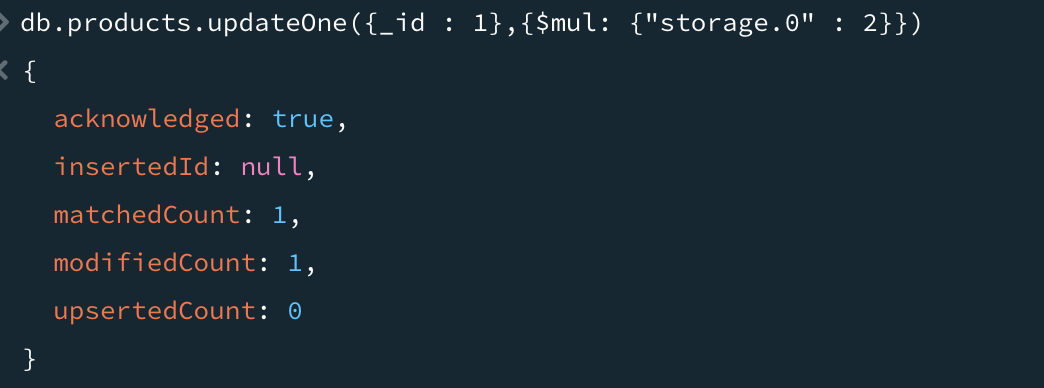 db.products.updateOne({_id : 1},{$mul: {"storage.0" : 2}})
{
acknowledged: true,
insertedId: null,
matchedCount: 1,
modifiedCount: 1,
upsertedCount: 0
}